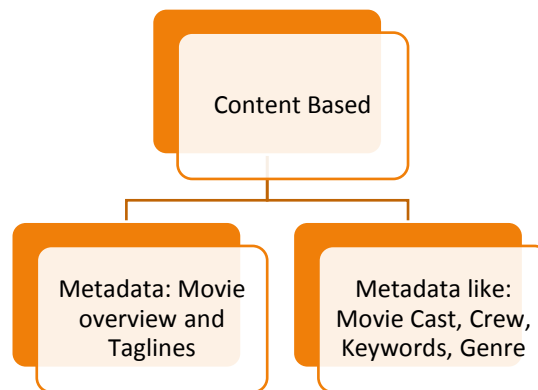 Content Based
Metadata: Movie
overview and
Taglines
Metadata like:
Movie Cast, Crew,
Keywords, Genre